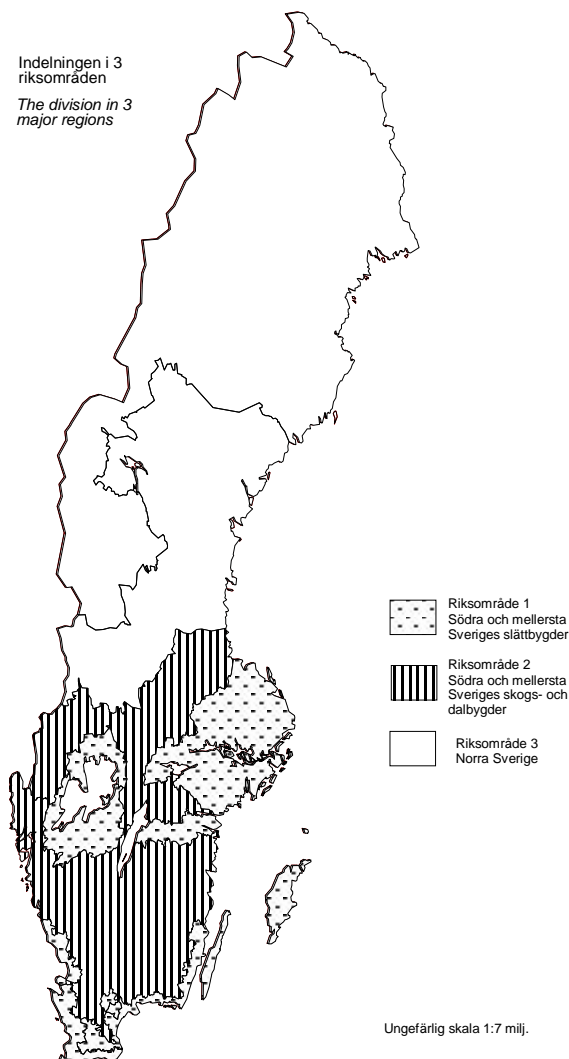 Indelningen i 3
riksområden
The division in 3
major regions
Riksområde 1
Södra och mellersta
Sveriges slättbygder
Riksområde 2
Södra och mellersta
Sveriges skogs- och
dalbygder
Riksområde 3
Norra Sverige
Ungefärlig skala 1:7 milj.